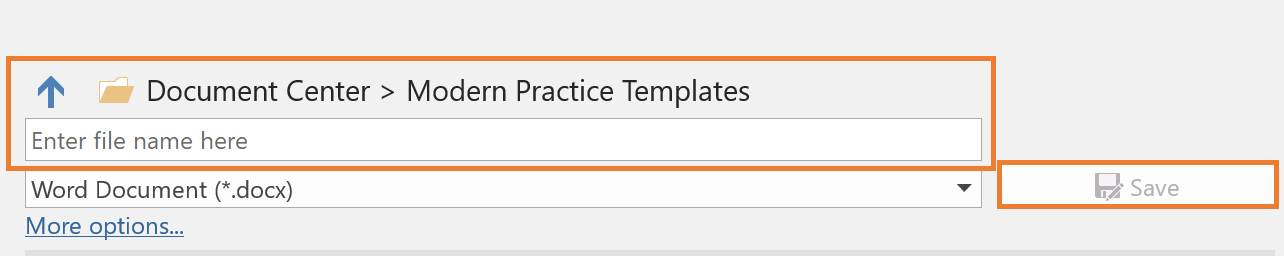 Document Center > Modern Practice Templates
Enter file name here
Word Document (*.docx)
Save
More options...